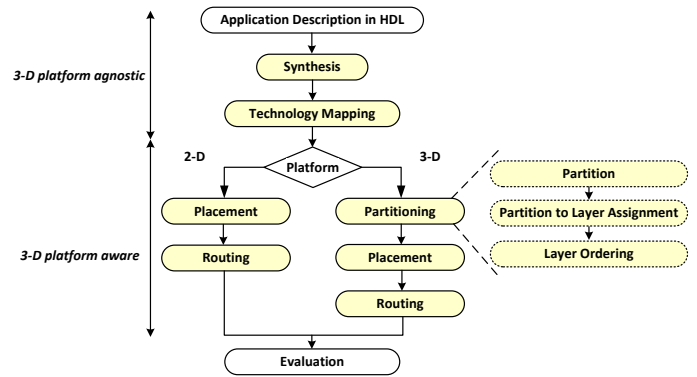 Application Description in HDL
3-D platform agnostic
Synthesis
Technology Mapping
2-D
Platform
3-D
Partition
Placement
Partitioning
Partition to Layer Assignment
3-D platform aware
Routing
Placement
Layer Ordering
Routing
Evaluation